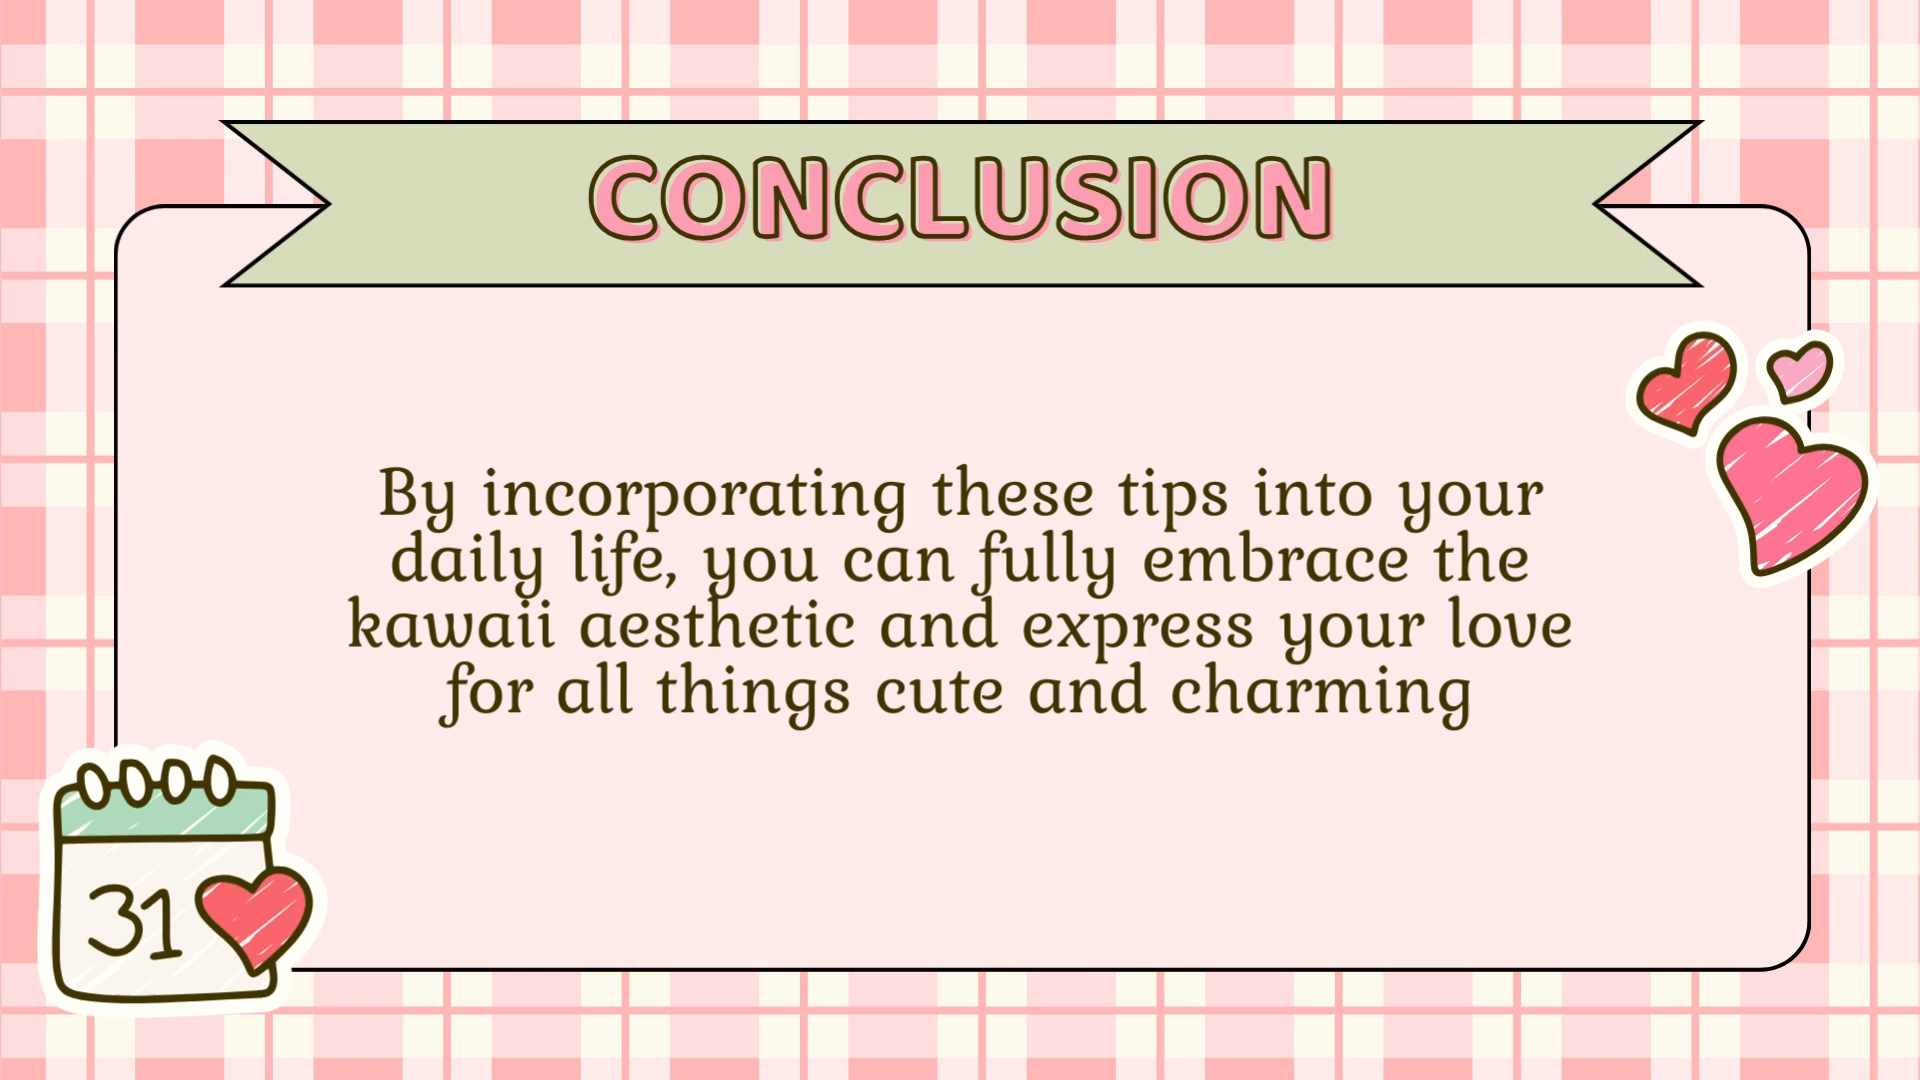 CONCLUSION
By incorporating these tips into your
daily life, you can fully embrace the
kawaii aesthetic and express your love
for all things cute and charming
31